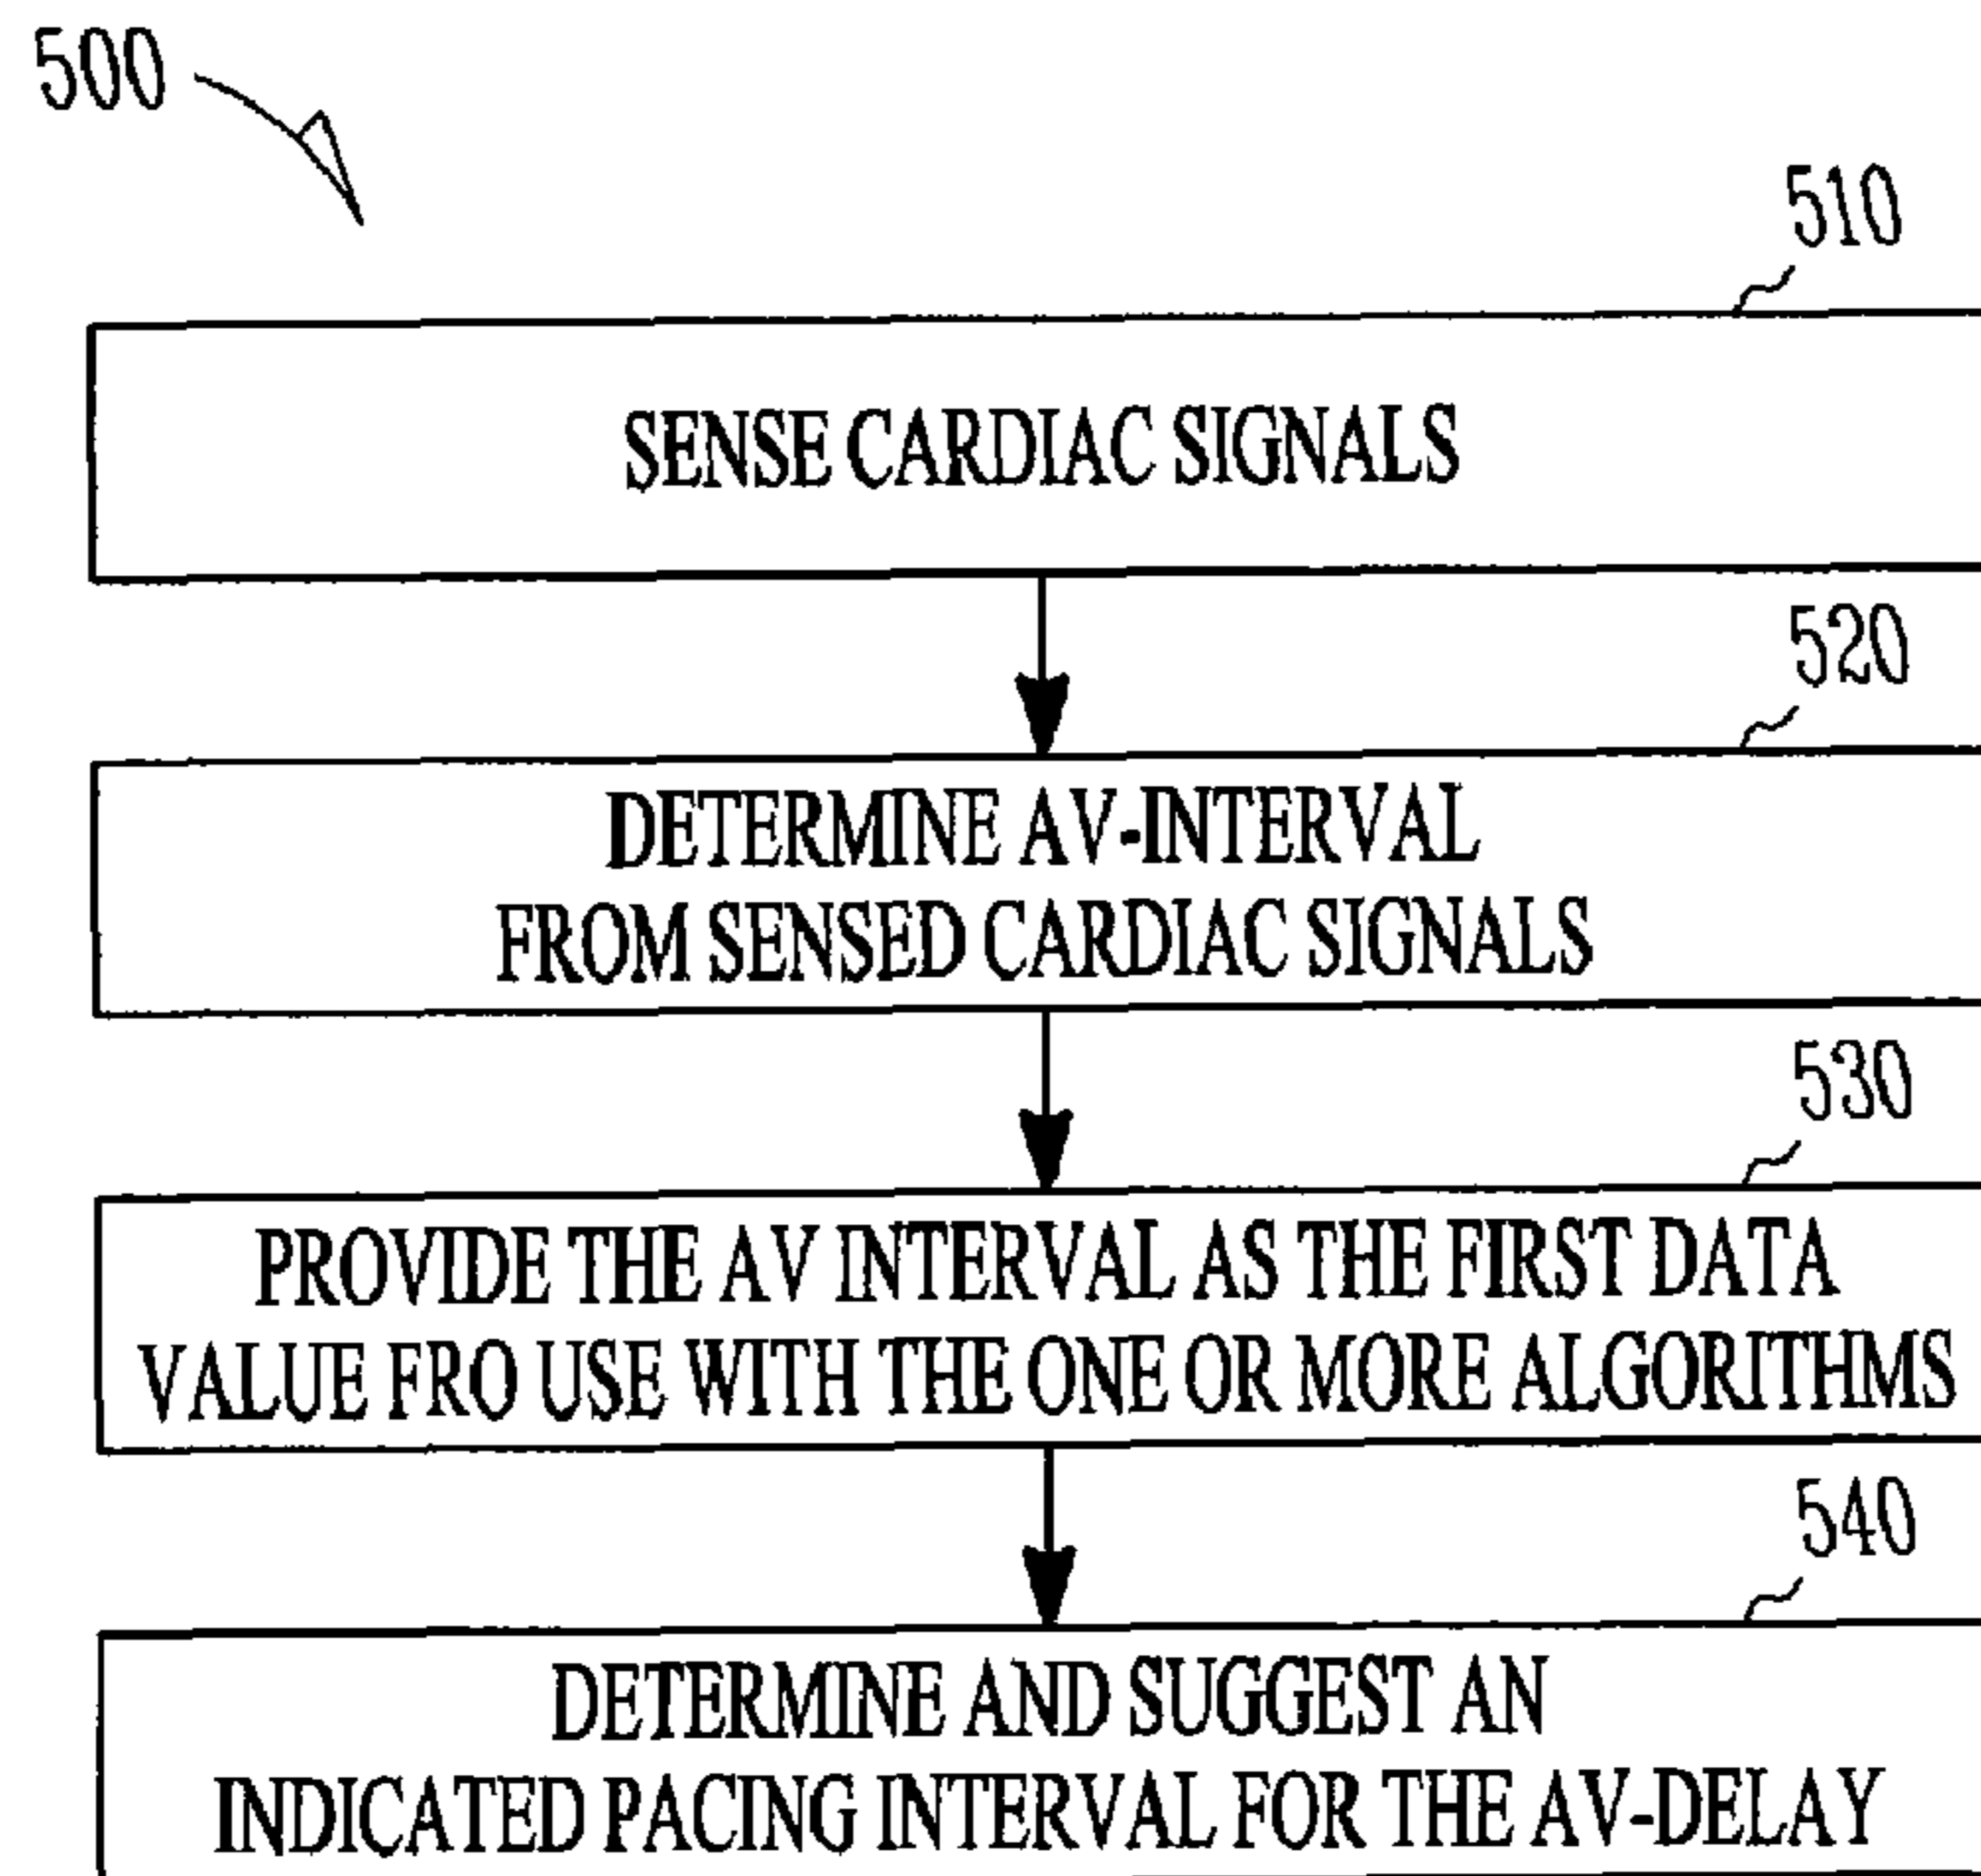 500
510
SENSE CARDIAC SIGNALS
520
DETERMINE AV-INTERVAL
FROM SENSED CARDIAC SIGNALS
530
PROVIDE THE AV INTERVAL AS THE FIRST DATA
VALUE FRO USE WITH THE ONE OR MORE ALGORITHMS
540
DETERMINE AND SUGGEST AN
INDICATED PACING INTERVAL FOR THE AV-DELAY